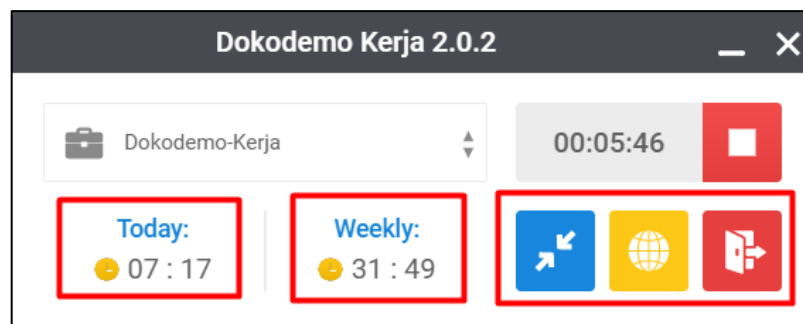 Dokodemo Kerja 2.0.2
Dokodemo-Kerja
00:05:46
Today:
07 : 17
Weekly:
31 : 49